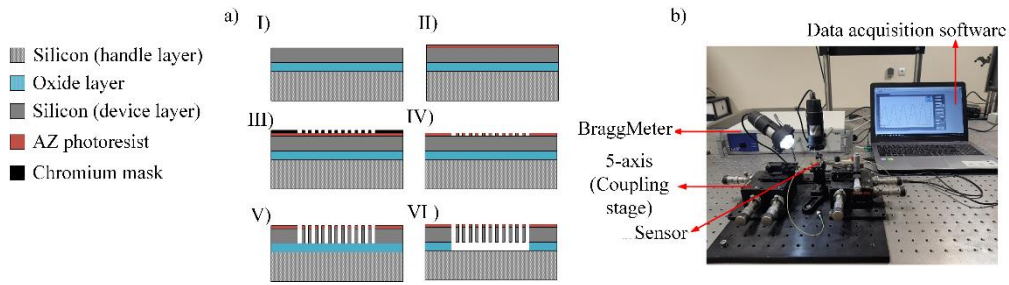 a)
I)
II)
Silicon (handle layer)
Oxide layer
Silicon (device layer)
AZ photoresist
Chromium mask
III)
IV)
V)
VI )
b)
Data acquisition software
BraggMeter
5-axis
(Coupling
stage)
Sensor